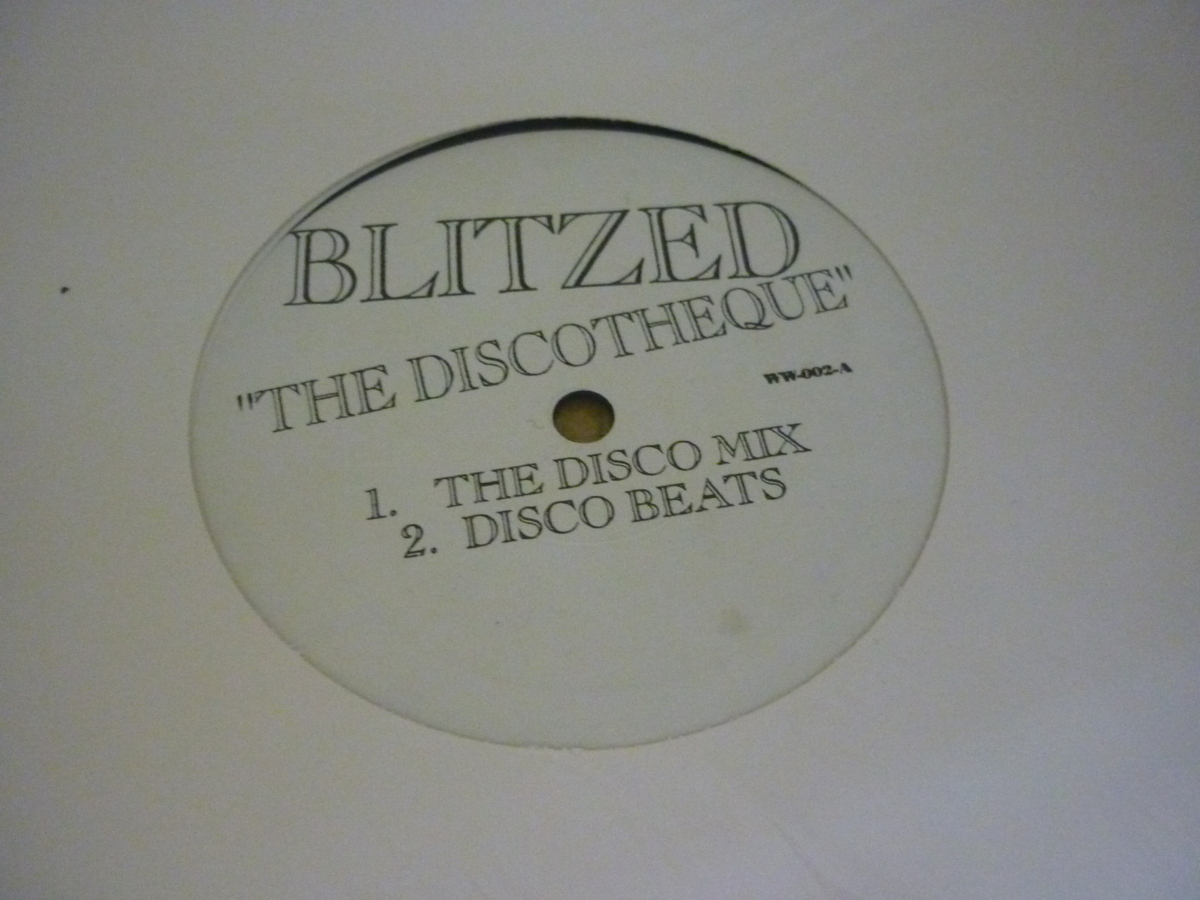 BLITZED
"THE DISCOTHEQUE"
WW-002-A
1. THE DISCO MIX
2. DISCO BEATS